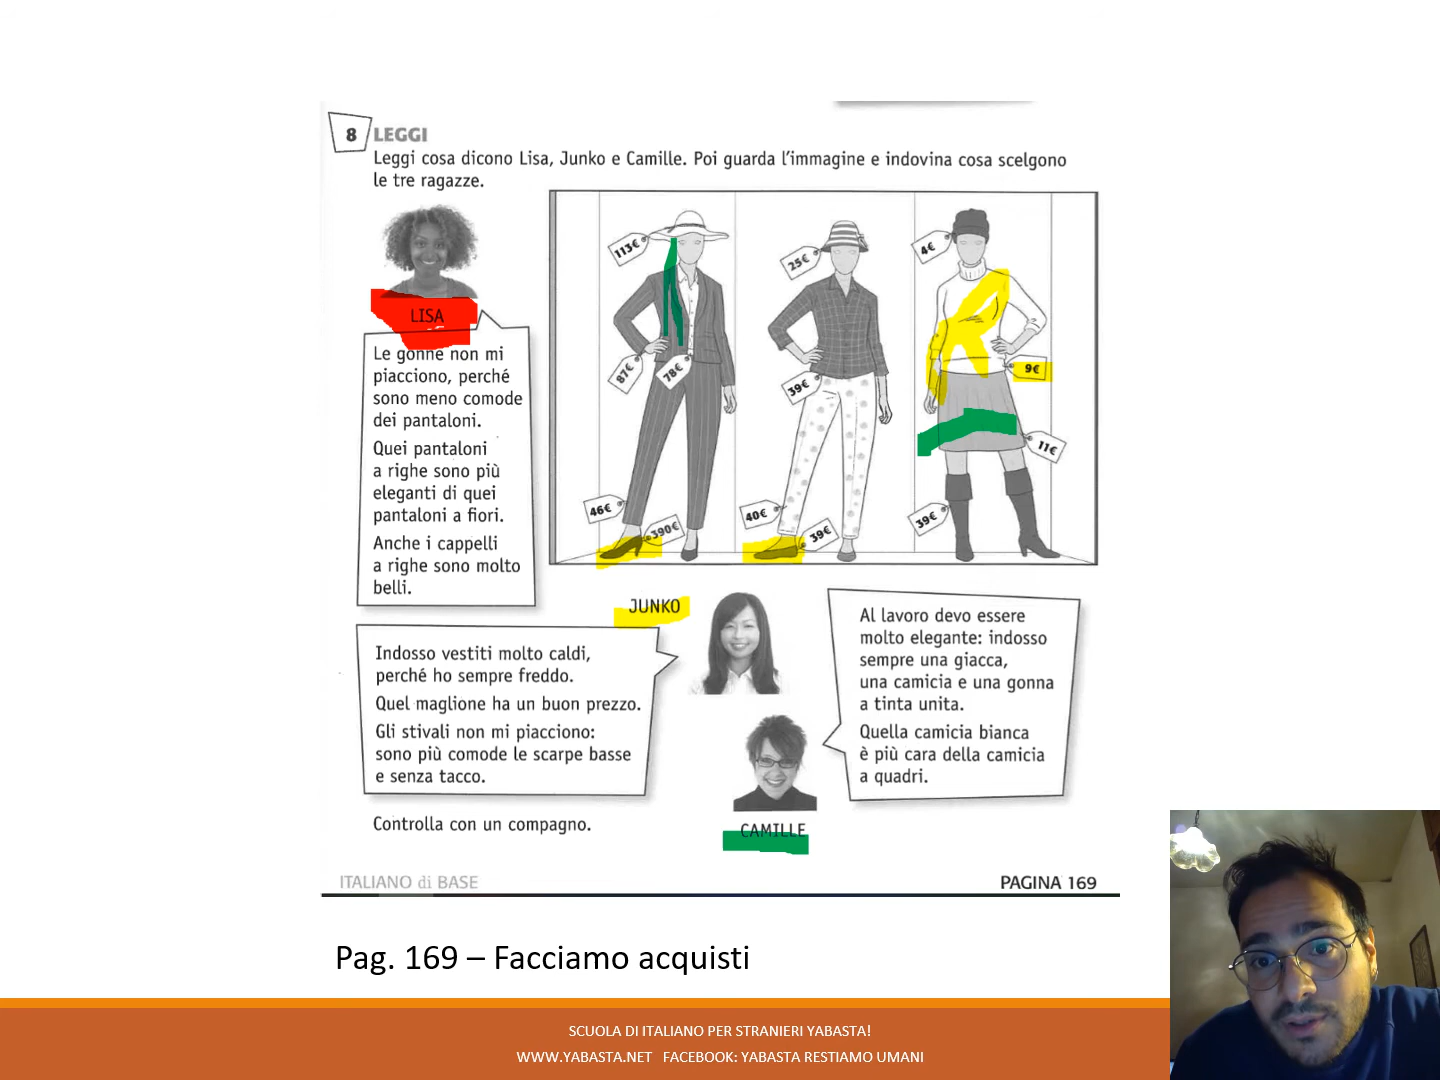 8 LEGGI
Leggi cosa dicono Lisa, Junko e Camille. Poi guarda l'immagine e indovina cosa scelgono
le tre ragazze.
LISA
Le gonne non mi
piacciono, perché
sono meno comode
dei pantaloni.
Quei pantaloni
a righe sono più
eleganti di quei
pantaloni a fiori.
Anche i cappelli
a righe sono molto
belli.
113€
87€
78€
46€
390€
25€
39€
40€
39€
4€
9€
11€
39€
JUNKO
Indosso vestiti molto caldi,
perché ho sempre freddo.
Quel maglione ha un buon prezzo.
Gli stivali non mi piacciono:
sono più comode le scarpe basse
e senza tacco.
Al lavoro devo essere
molto elegante: indosso
sempre una giacca,
una camicia e una gonna
a tinta unita.
Quella camicia bianca
è più cara della camicia
a quadri.
CAMILLE
Controlla con un compagno.
ITALIANO di BASE
PAGINA 169
Pag. 169 – Facciamo acquisti
SCUOLA DI ITALIANO PER STRANIERI YABASTA!
WWW.YABASTA.NET FACEBOOK: YABASTA RESTIAMO UMANI